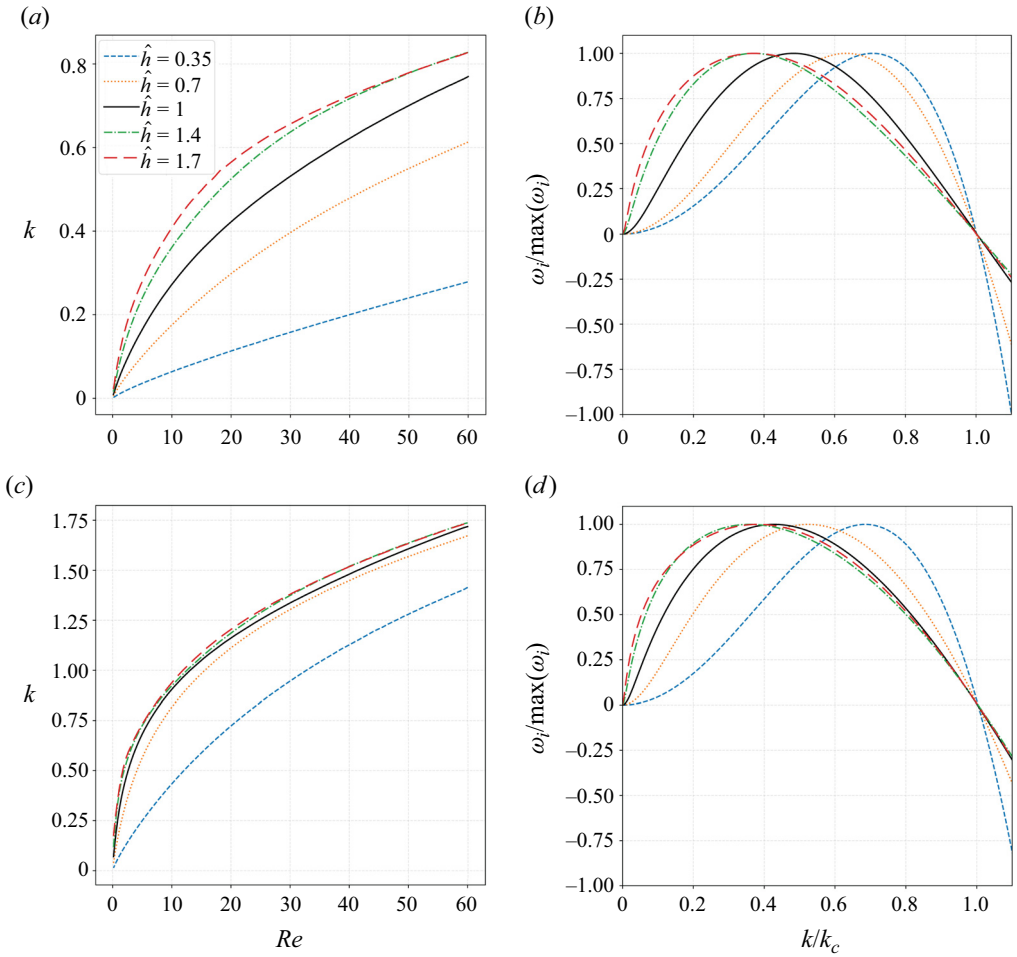 (a)
0.8
0.6
0.4
0.2
0
k
0 10 20 30 40 50 60
ĥ = 0.35
ĥ = 0.7
ĥ = 1
ĥ = 1.4
ĥ = 1.7
(b)
1.00
0.75
0.50
0.25
0
–0.25
–0.50
–0.75
–1.00
ω_i/max(ω_i)
0 0.2 0.4 0.6 0.8 1.0
(c)
1.75
1.50
1.25
1.00
0.75
0.50
0.25
0
k
0 10 20 30 40 50 60
Re
(d)
1.00
0.75
0.50
0.25
0
–0.25
–0.50
–0.75
–1.00
ω_i/max(ω_i)
0 0.2 0.4 0.6 0.8 1.0
k/k_c